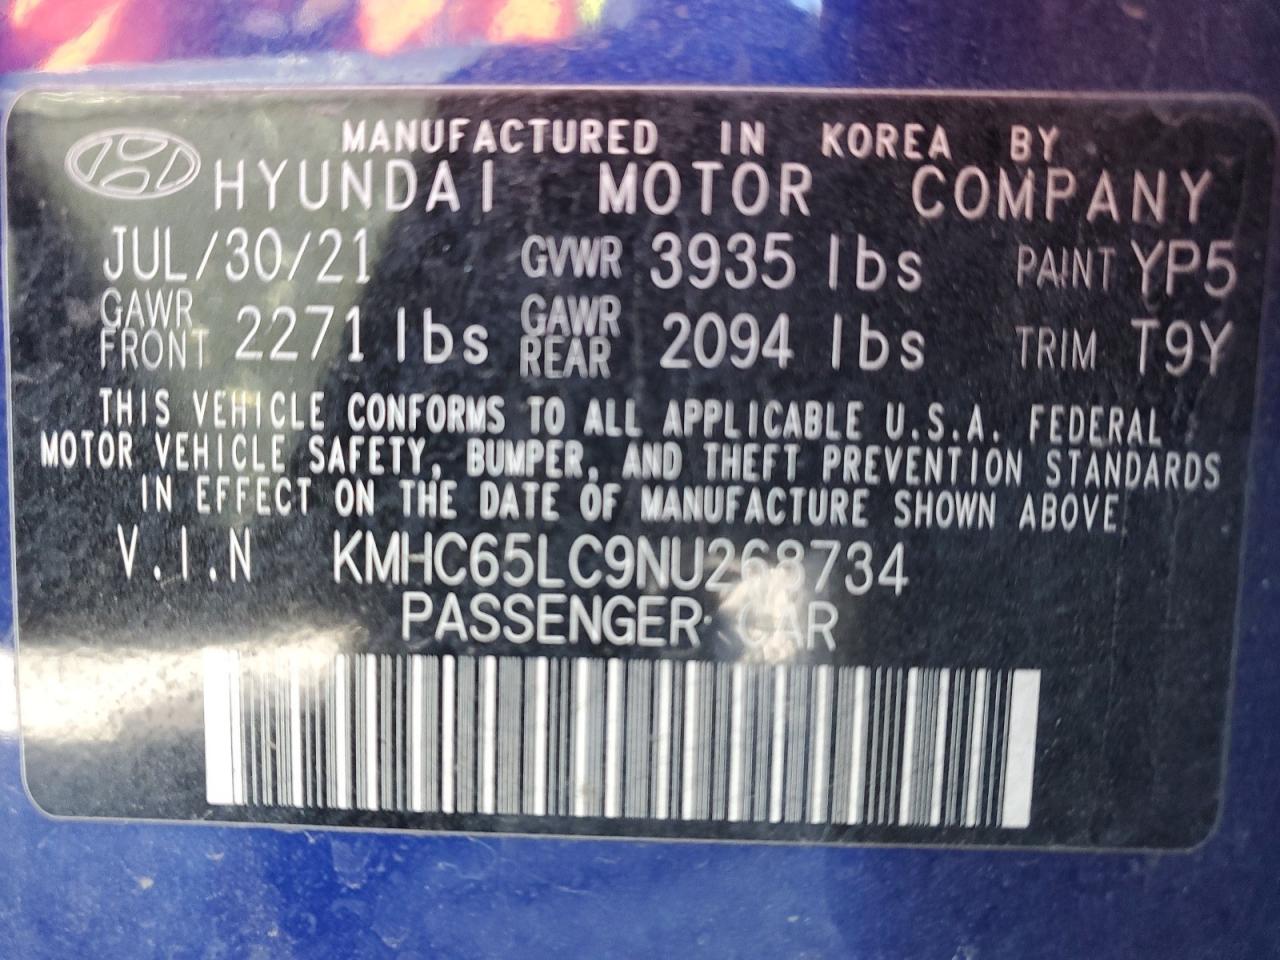 MANUFACTURED IN KOREA BY
HYUNDAI MOTOR COMPANY
JUL/30/21 GVWR 3935 lbs PAINT YP5
GAWR FRONT 2271 lbs GAWR REAR 2094 lbs TRIM T9Y
THIS VEHICLE CONFORMS TO ALL APPLICABLE U.S.A. FEDERAL
MOTOR VEHICLE SAFETY, BUMPER, AND THEFT PREVENTION STANDARDS
IN EFFECT ON THE DATE OF MANUFACTURE SHOWN ABOVE.
V.I.N KMHC65LC9NU268734
PASSENGER CAR